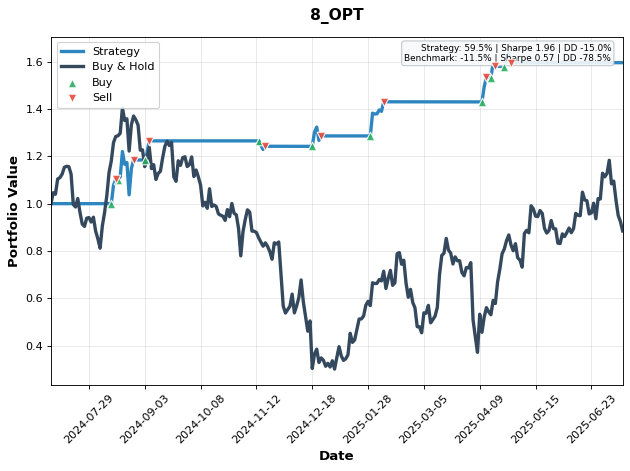 8_OPT
Strategy
Buy & Hold
Buy
Sell
Strategy: 59.5% | Sharpe 1.96 | DD -15.0%
Benchmark: -11.5% | Sharpe 0.57 | DD -78.5%
Portfolio Value
1.6
1.4
1.2
1.0
0.8
0.6
0.4
2024-07-29
2024-09-03
2024-10-08
2024-11-12
2024-12-18
2025-01-28
2025-03-05
2025-04-09
2025-05-15
2025-06-23
Date